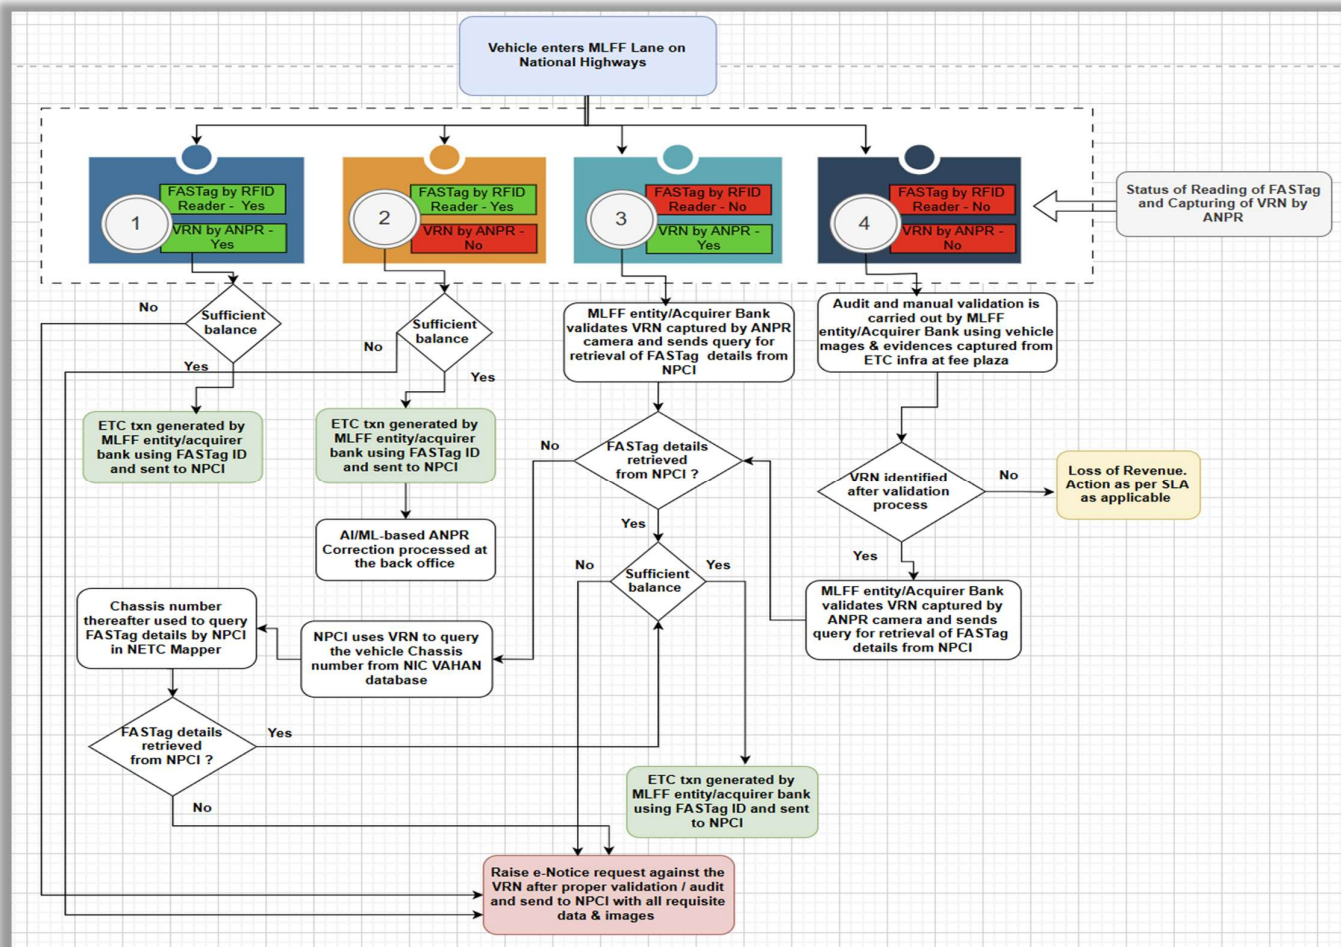 Vehicle enters MLFF Lane on
National Highways
FASTag by RFID
Reader -  Yes
1
VRN by ANPR -
Yes
FASTag by RFID
Reader - Yes
2
VRN by ANPR -
No
FASTag by RFID
Reader - No
3
VRN by ANPR -
Yes
FASTag by RFID
Reader - No
4
VRN by ANPR -
No
Status of Reading of FASTag
and Capturing of VRN by
ANPR
No
Sufficient
balance
Yes
No
Sufficient
balance
Yes
MLFF entity/Acquirer Bank
validates VRN captured by ANPR
camera and sends query for
retrieval of FASTag  details from
NPCI
Audit and manual validation is
carried out by MLFF
entity/Acquirer Bank using vehicle
mages & evidences captured from
ETC infra at fee plaza
ETC txn generated by
MLFF entity/acquirer
bank using FASTag ID
and sent to NPCI
ETC txn generated by
MLFF entity/acquirer
bank using FASTag ID
and sent to NPCI
No
FASTag details
retrieved
from NPCI ?
Yes
VRN identified
after validation
process
No
Yes
Loss of Revenue.
Action as per SLA
as applicable
AI/ML-based ANPR
Correction processed at
the back office
No
Sufficient
balance
Yes
MLFF entity/Acquirer Bank
validates VRN captured by
ANPR camera and sends
query for retrieval of FASTag
details from NPCI
Chassis number
thereafter used to query
FASTag details by NPCI
in NETC Mapper
NPCI uses VRN to query
the vehicle Chassis
number from NIC VAHAN
database
FASTag details
retrieved
from NPCI ?
Yes
No
ETC txn generated by
MLFF entity/acquirer bank
using FASTag ID and sent
to NPCI
Raise e-Notice request against the
VRN after proper validation / audit
and send to NPCI with all requisite
data & images